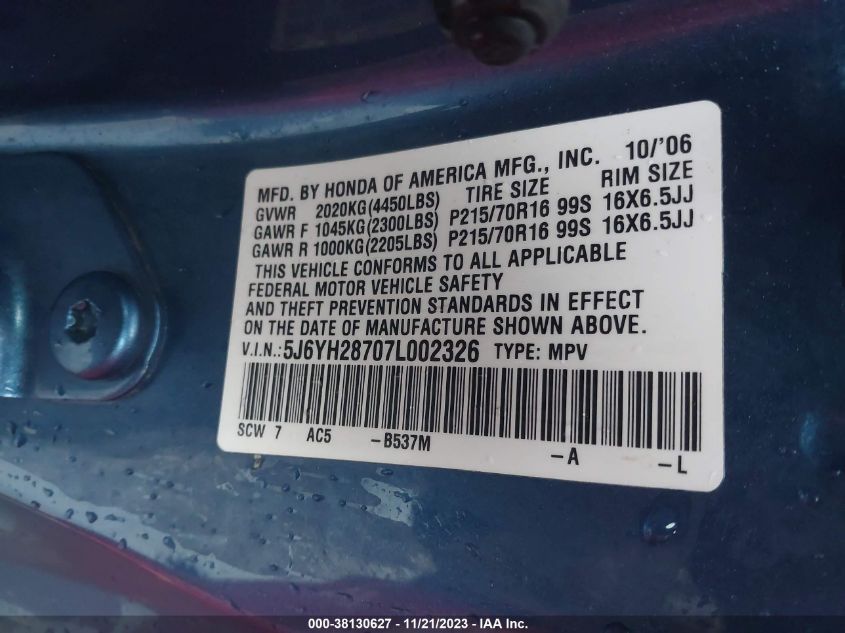 MFD. BY HONDA OF AMERICA MFG., INC. 10/'06
GVWR 2020KG(4450LBS) TIRE SIZE RIM SIZE
GAWR F 1045KG(2300LBS) P215/70R16 99S 16X6.5JJ
GAWR R 1000KG(2205LBS) P215/70R16 99S 16X6.5JJ
THIS VEHICLE CONFORMS TO ALL APPLICABLE
FEDERAL MOTOR VEHICLE SAFETY
AND THEFT PREVENTION STANDARDS IN EFFECT
ON THE DATE OF MANUFACTURE SHOWN ABOVE.
V.I.N.:5J6YH28707L002326 TYPE: MPV
SCW 7 AC5 -B537M -A -L
000-38130627 - 11/21/2023 - IAA Inc.